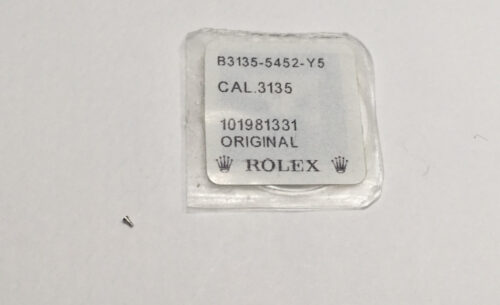 B3135-5452-Y5
CAL.3135
101981331
ORIGINAL
ROLEX